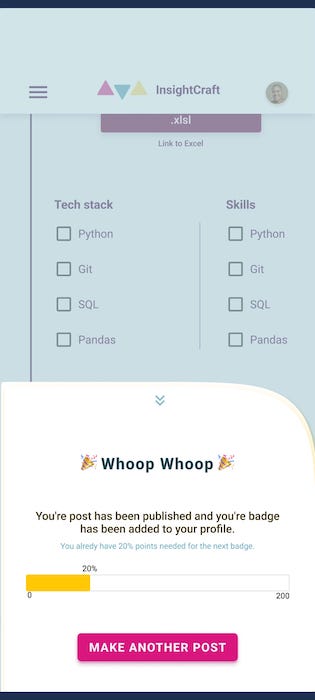 InsightCraft
.xlsl
Link to Excel
Tech stack
Skills
Python
Python
Git
Git
SQL
SQL
Pandas
Pandas
Whoop Whoop
You're post has been published and you're badge
has been added to your profile.
You alrerdy have 20% points needed for the next badge.
20%
0
200
MAKE ANOTHER POST